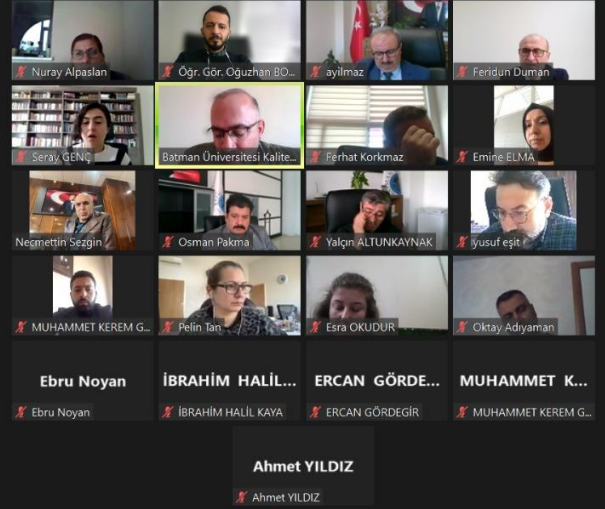 Nuray Alpaslan
Öğr. Gör. Oğuzhan BO...
ayilmaz
Feridun Duman
Seray GENÇ
Batman Üniversitesi Kalite...
Ferhat Korkmaz
Emine ELMA
Necmettin Sezgin
Osman Pakma
Yalçın ALTUNKAYNAK
yusuf eşit
MUHAMMET KEREM G...
Pelin Tan
Esra OKUDUR
Oktay Adıyaman
Ebru Noyan
İBRAHİM HALİL...
ERCAN GÖRDE...
MUHAMMET K...
Ebru Noyan
İBRAHİM HALİL KAYA
ERCAN GÖRDEGİR
MUHAMMET KEREM G...
Ahmet YILDIZ
Ahmet YILDIZ